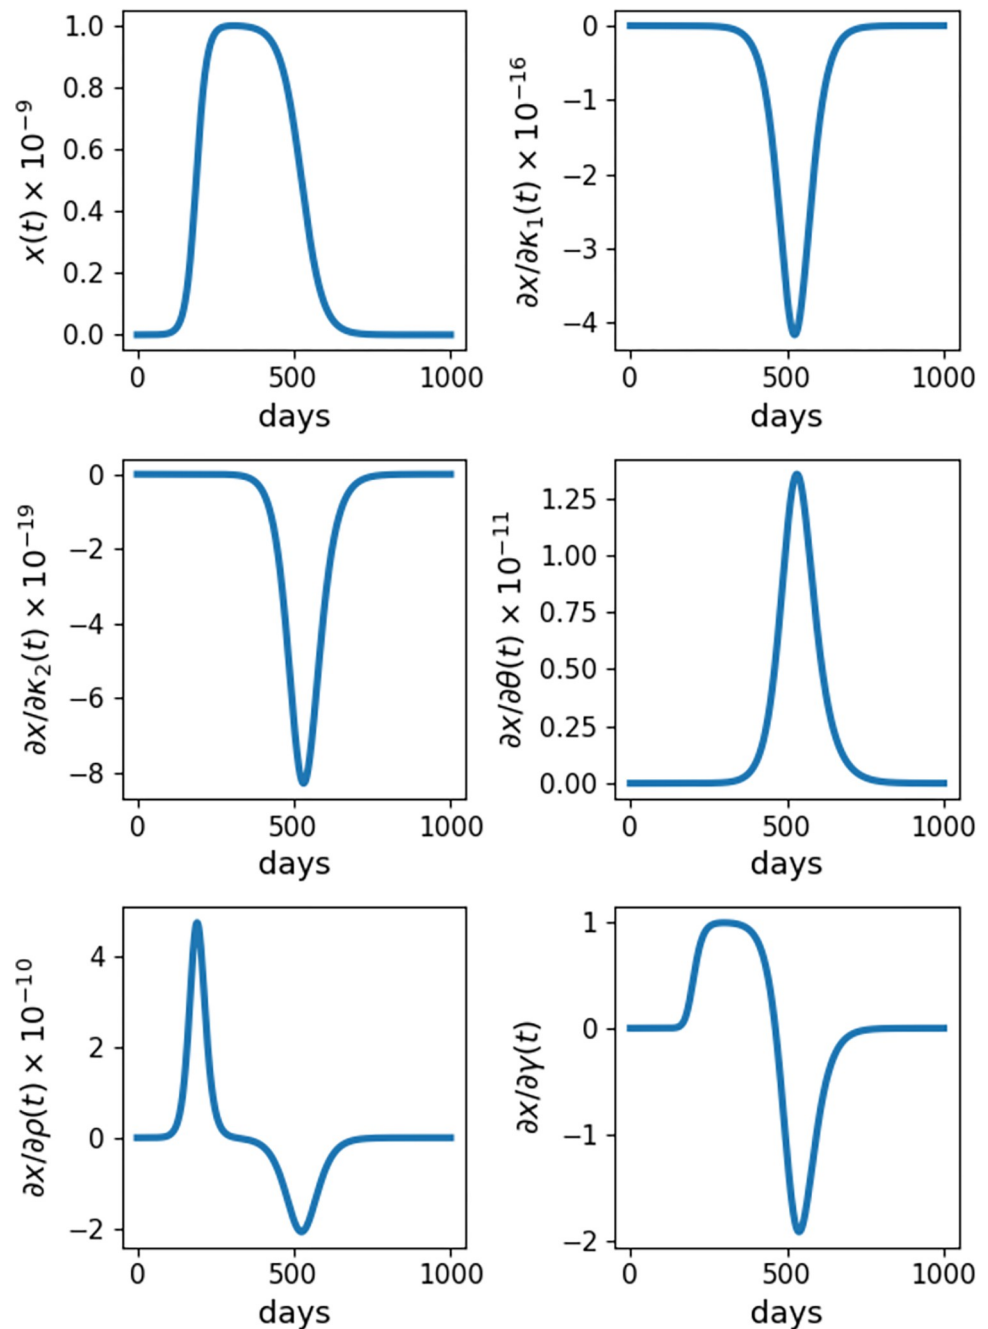 x(t) × 10⁻⁹
1.0
0.8
0.6
0.4
0.2
0.0
0 500 1000
days
∂x/∂κ₁(t) × 10⁻¹⁶
0
−1
−2
−3
−4
0 500 1000
days
∂x/∂κ₂(t) × 10⁻¹⁹
0
−2
−4
−6
−8
0 500 1000
days
∂x/∂θ(t) × 10⁻¹¹
1.25
1.00
0.75
0.50
0.25
0.00
0 500 1000
days
∂x/∂ρ(t) × 10⁻¹⁰
4
2
0
−2
0 500 1000
days
∂x/∂γ(t)
1
0
−1
−2
0 500 1000
days